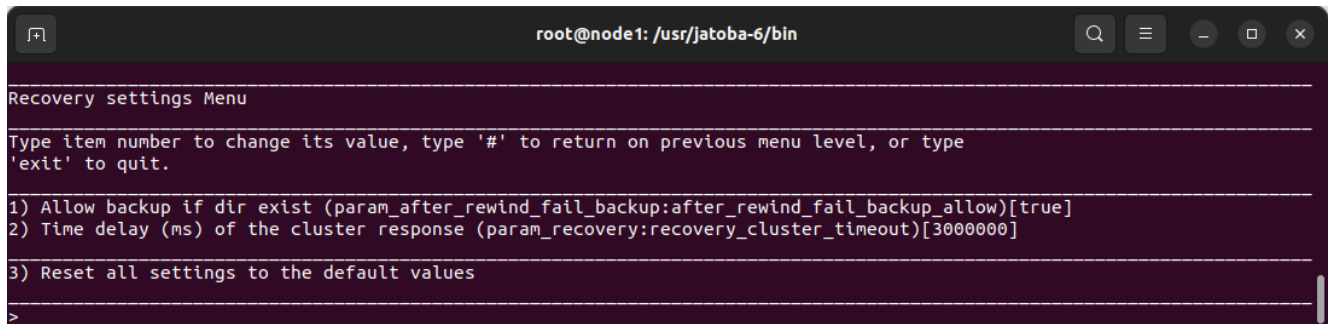 root@node1: /usr/jatoba-6/bin
Recovery settings Menu
Type item number to change its value, type '#' to return on previous menu level, or type
'exit' to quit.
1) Allow backup if dir exist (param_after_rewind_fail_backup:after_rewind_fail_backup_allow)[true]
2) Time delay (ms) of the cluster response (param_recovery:recovery_cluster_timeout)[3000000]
3) Reset all settings to the default values
>